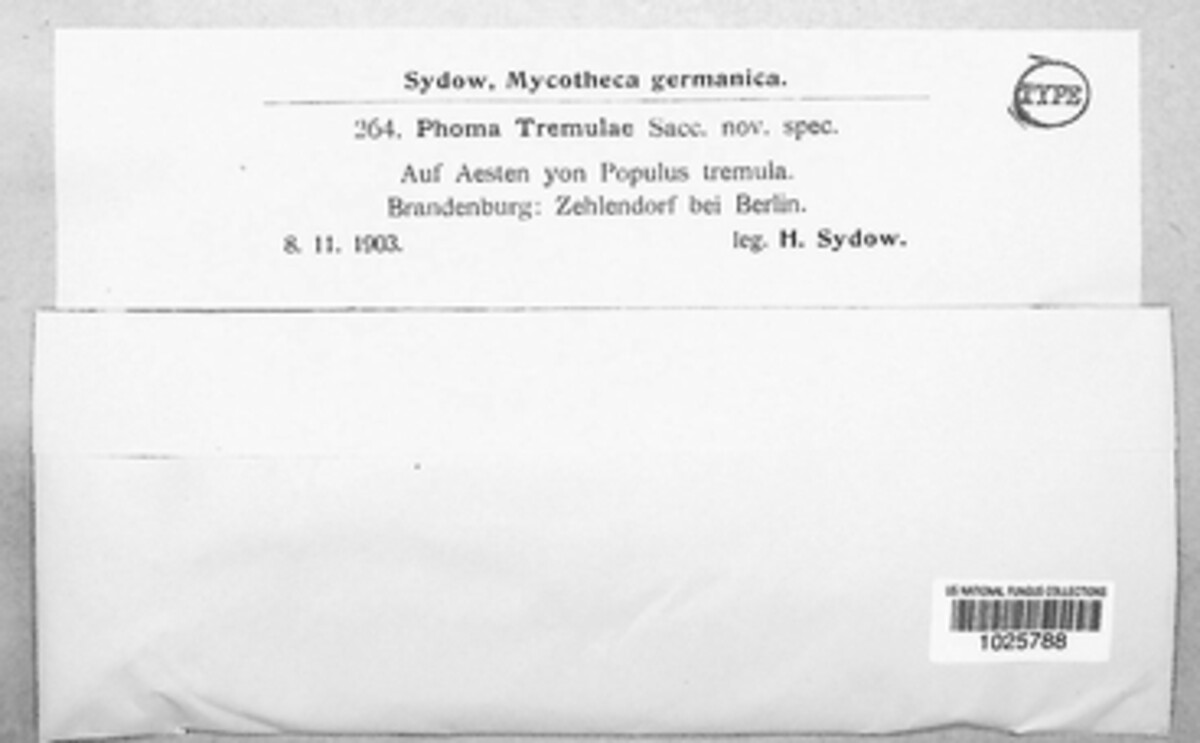 Sydow, Mycotheca germanica.
TYPE
264. Phoma Tremulae Sacc. nov. spec.
Auf Aesten von Populus tremula.
Brandenburg: Zehlendorf bei Berlin.
8. 11. 1903. leg. H. Sydow.
US NATIONAL FUNGUS COLLECTIONS
1025788